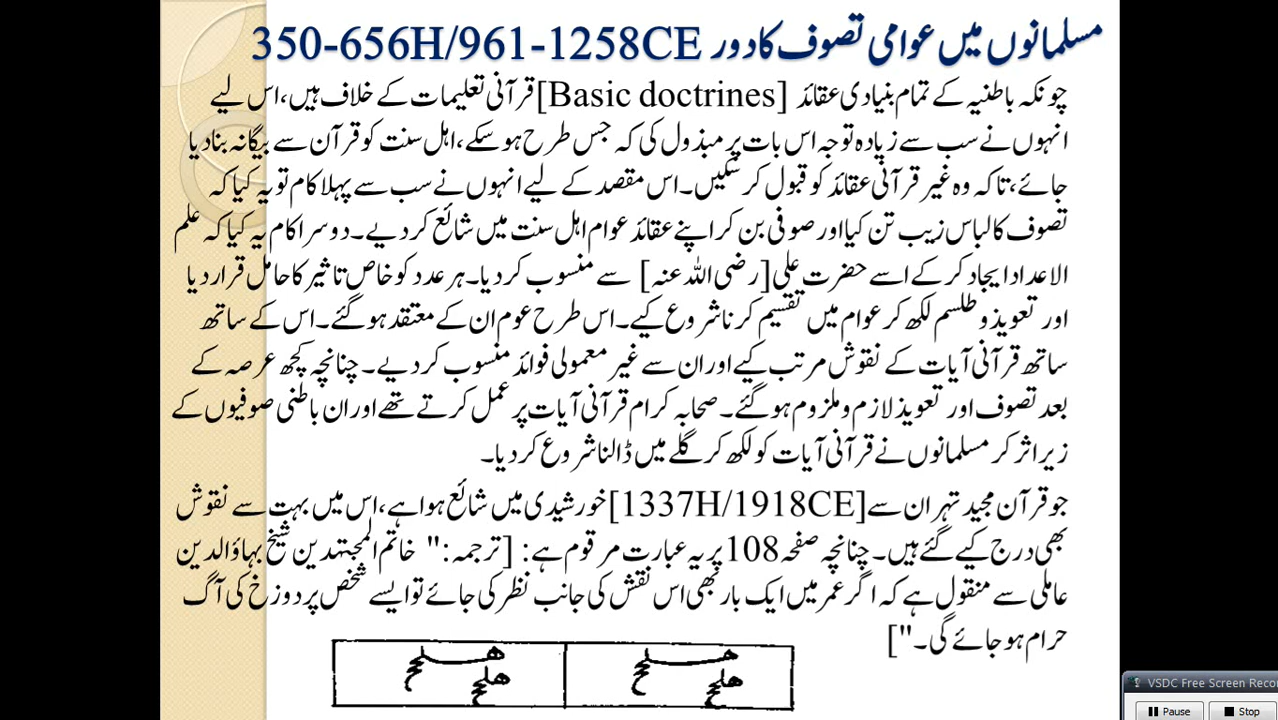 مسلمانوں میں عوامی تصوف کا دور 350-656H/961-1258CE
چونکہ باطنیہ کے تمام بنیادی عقائد [Basic doctrines] قرآنی تعلیمات کے خلاف ہیں، اس لیے
انہوں نے سب سے زیادہ توجہ اس بات پر مبذول کی کہ جس طرح ہو سکے، اہل سنت کو قرآن سے بیگانہ بنا دیا
جائے، تاکہ وہ غیر قرآنی عقائد کو قبول کر سکیں۔ اس مقصد کے لیے انہوں نے سب سے پہلا کام تو یہ کیا کہ
تصوف کا لباس زیب تن کیا اور صوفی بن کر اپنے عقائد عوام اہل سنت میں شائع کر دیے۔ دوسرا کام یہ کیا کہ علم
الاعداد ایجاد کر کے اسے حضرت علی [رضی اللہ عنہ] سے منسوب کر دیا۔ ہر عدد کو خاص تاثیر کا حامل قرار دیا
اور تعویذ و طلسم لکھ کر عوام میں تقسیم کرنا شروع کیے۔ اس طرح عوم ان کے معتقد ہو گئے۔ اس کے ساتھ
ساتھ قرآنی آیات کے نقوش مرتب کیے اور ان سے غیر معمولی فوائد منسوب کر دیے۔ چنانچہ کچھ عرصہ کے
بعد تصوف اور تعویذ لازم و ملزوم ہو گئے۔ صحابہ کرام قرآنی آیات پر عمل کرتے تھے اور ان باطنی صوفیوں کے
زیر اثر کر مسلمانوں نے قرآنی آیات کو لکھ کر گلے میں ڈالنا شروع کر دیا۔
جو قرآن مجید تہران سے [1337H/1918CE] خورشیدی میں شائع ہوا ہے، اس میں بہت سے نقوش
بھی درج کیے گئے ہیں۔ چنانچہ صفحہ 108 پر یہ عبارت مرقوم ہے: [ترجمہ: " خاتم المجتہدین شیخ بہاؤ الدین
عاملی سے منقول ہے کہ اگر عمر میں ایک بار بھی اس نقش کی جانب نظر کی جائے تو ایسے شخص پر دوزخ کی آگ
حرام ہو جائے گی۔"]
VSDC Free Screen Recor
Pause Stop